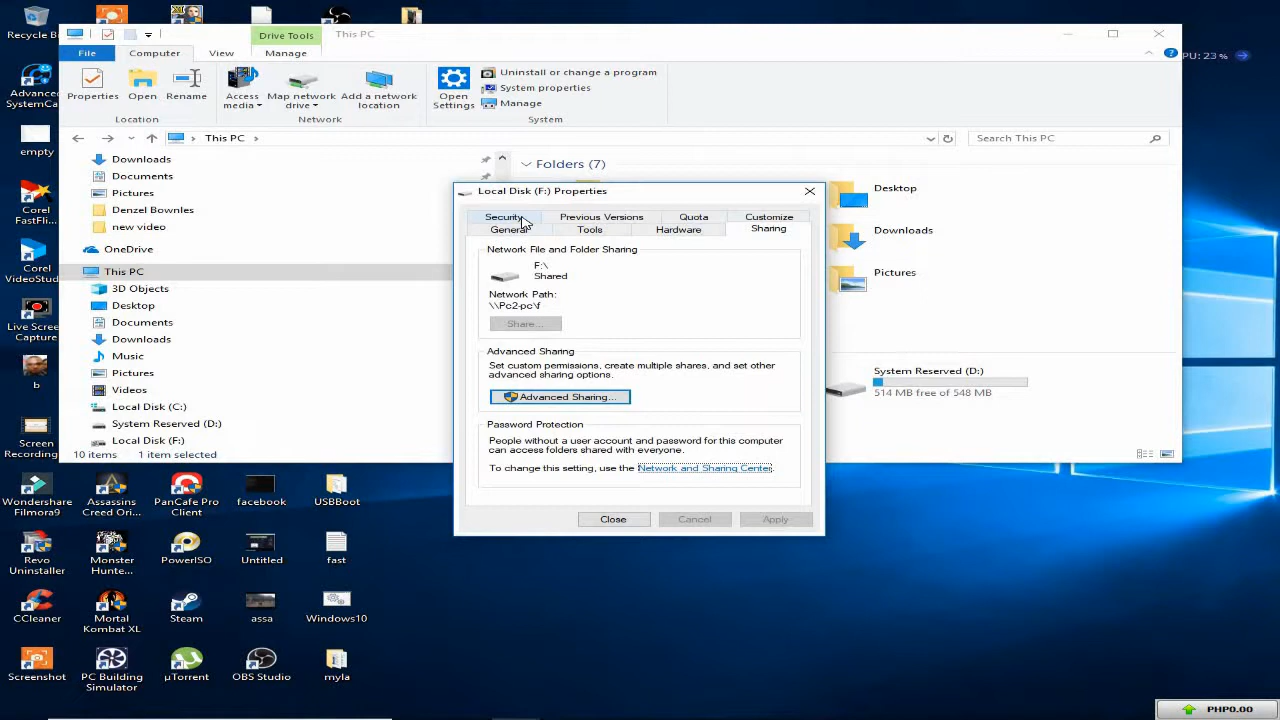 Recycle B
Advanced
SystemCa
empty
Corel
FastFli...
Corel
VideoStud
Live Screen
Capture
b
Screen
Recording
Wondershare
Filmora9
Assassins
Creed Ori...
PanCafe Pro
Client
facebook
USBBoot
Revo
Uninstaller
Monster
Hunte...
PowerISO
Untitled
fast
CCleaner
Mortal
Kombat XL
Steam
assa
Windows10
Screenshot
PC Building
Simulator
µTorrent
OBS Studio
myla
Drive Tools
This PC
File
Computer
View
Manage
Properties
Open
Rename
Location
Access
media
Map network
drive
Add a network
location
Network
Open
Settings
Uninstall or change a program
System properties
Manage
System
This PC
Search This PC
Downloads
Documents
Pictures
Denzel Bownles
new video
OneDrive
This PC
3D Objects
Desktop
Documents
Downloads
Music
Pictures
Videos
Local Disk (C:)
System Reserved (D:)
Local Disk (F:)
10 items
1 item selected
Folders (7)
Desktop
Downloads
Pictures
System Reserved (D:)
514 MB free of 548 MB
Local Disk (F:) Properties
Security
Previous Versions
Quota
Customize
General
Tools
Hardware
Sharing
Network File and Folder Sharing
F:\
Shared
Network Path:
\\Pc2-pc\f
Share...
Advanced Sharing
Set custom permissions, create multiple shares, and set other
advanced sharing options.
Advanced Sharing...
Password Protection
People without a user account and password for this computer
can access folders shared with everyone.
To change this setting, use the Network and Sharing Center.
Close
Cancel
Apply
PU: 23 %
PHP0.00